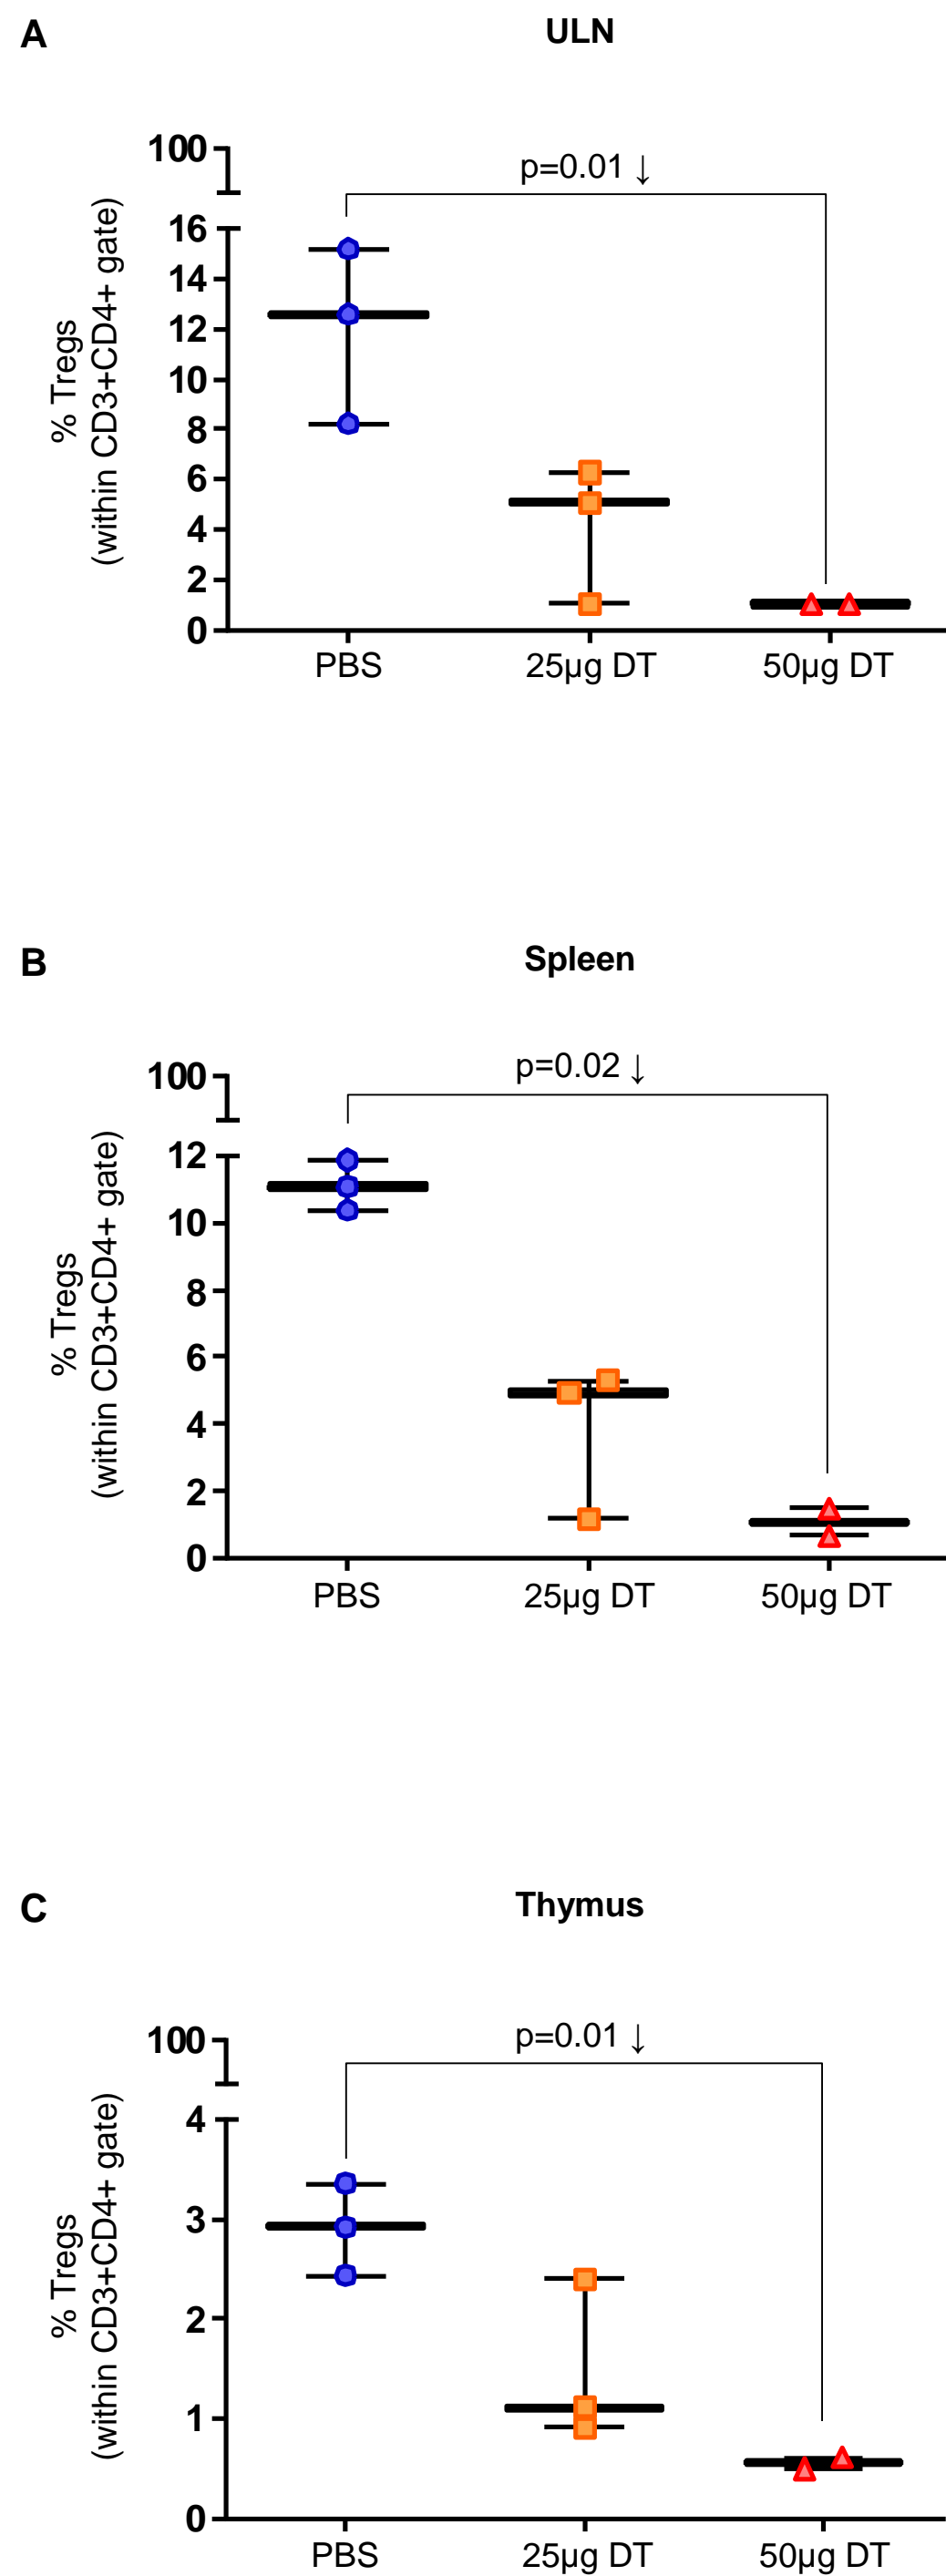 A
ULN
100
p=0.01 ↓
16
14
12
10
8
6
4
2
0
% Tregs
(within CD3+CD4+ gate)
PBS
25µg DT
50µg DT
B
Spleen
100
p=0.02 ↓
12
10
8
6
4
2
0
% Tregs
(within CD3+CD4+ gate)
PBS
25µg DT
50µg DT
C
Thymus
100
p=0.01 ↓
4
3
2
1
0
% Tregs
(within CD3+CD4+ gate)
PBS
25µg DT
50µg DT